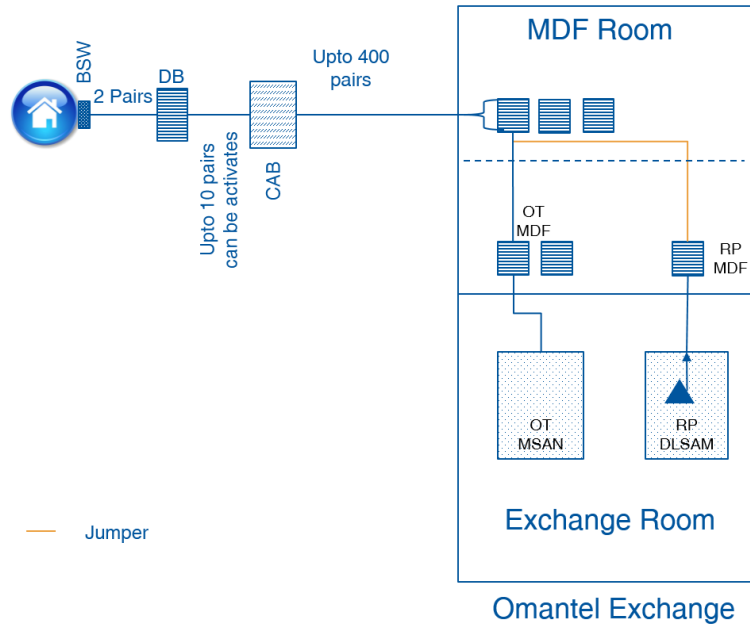 MDF Room
BSW
DB
2 Pairs
Upto 400
pairs
CAB
Upto 10 pairs
can be activates
OT
MDF
RP
MDF
OT
MSAN
RP
DLSAM
Exchange Room
Jumper
Omantel Exchange